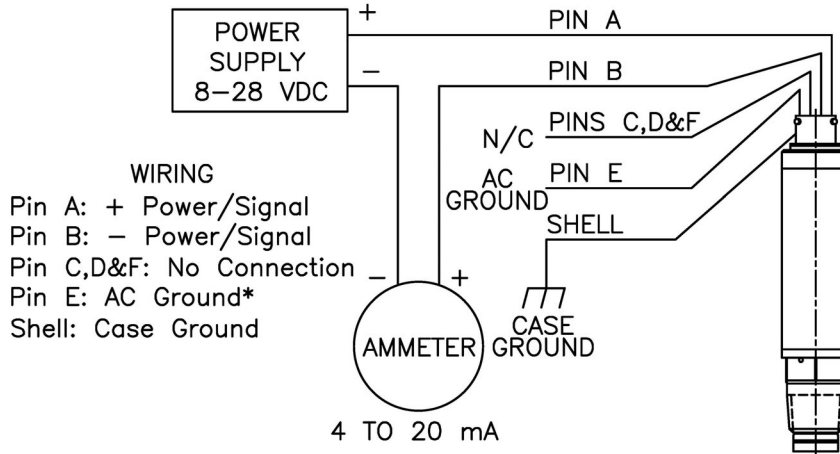 POWER
SUPPLY
8-28 VDC
+
-
PIN A
PIN B
N/C
PINS C,D&F
AC
GROUND
PIN E
SHELL
CASE
GROUND
WIRING
Pin A: + Power/Signal
Pin B: - Power/Signal
Pin C,D&F: No Connection
Pin E: AC Ground*
Shell: Case Ground
-
+
AMMETER
4 TO 20 mA